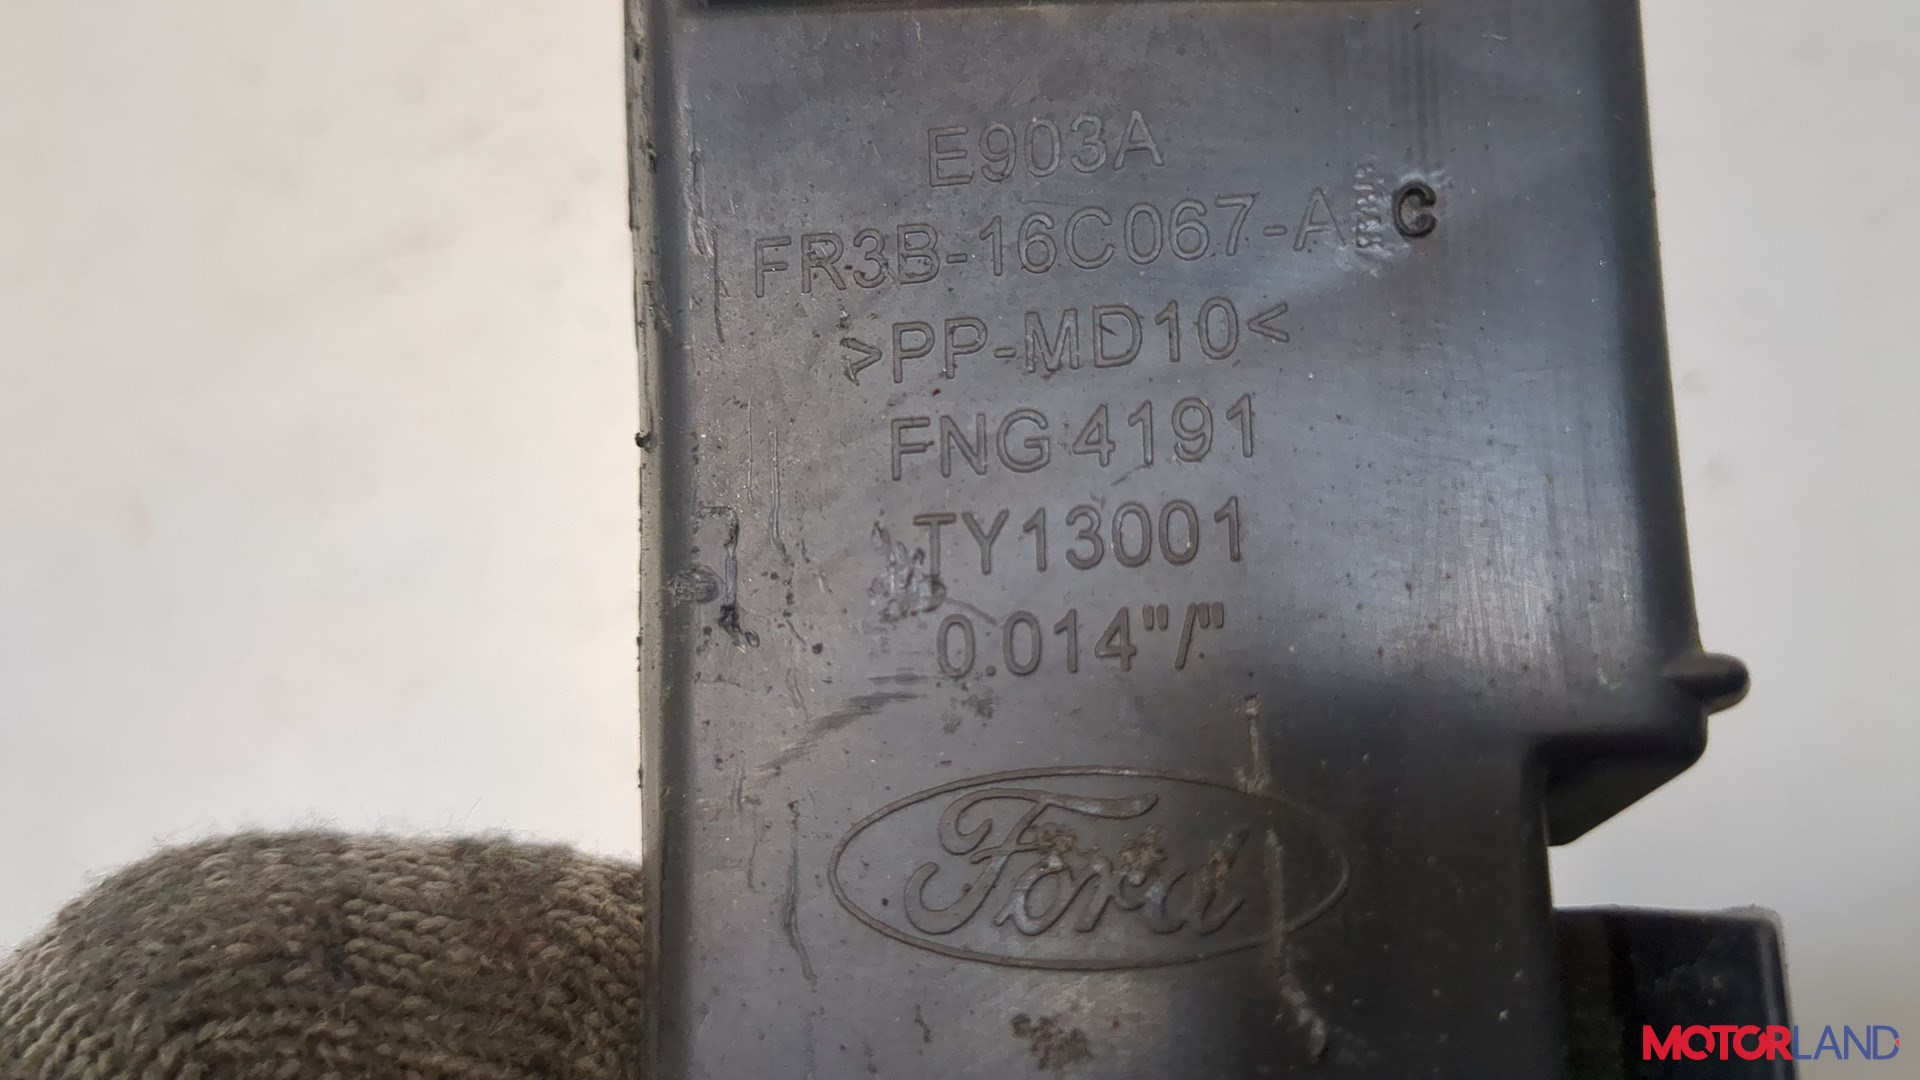 E903A
FR3B-16C067-A C
>PP-MD10<
FNG 4191
TY13001
0.014"/"
Ford
MOTORLAND